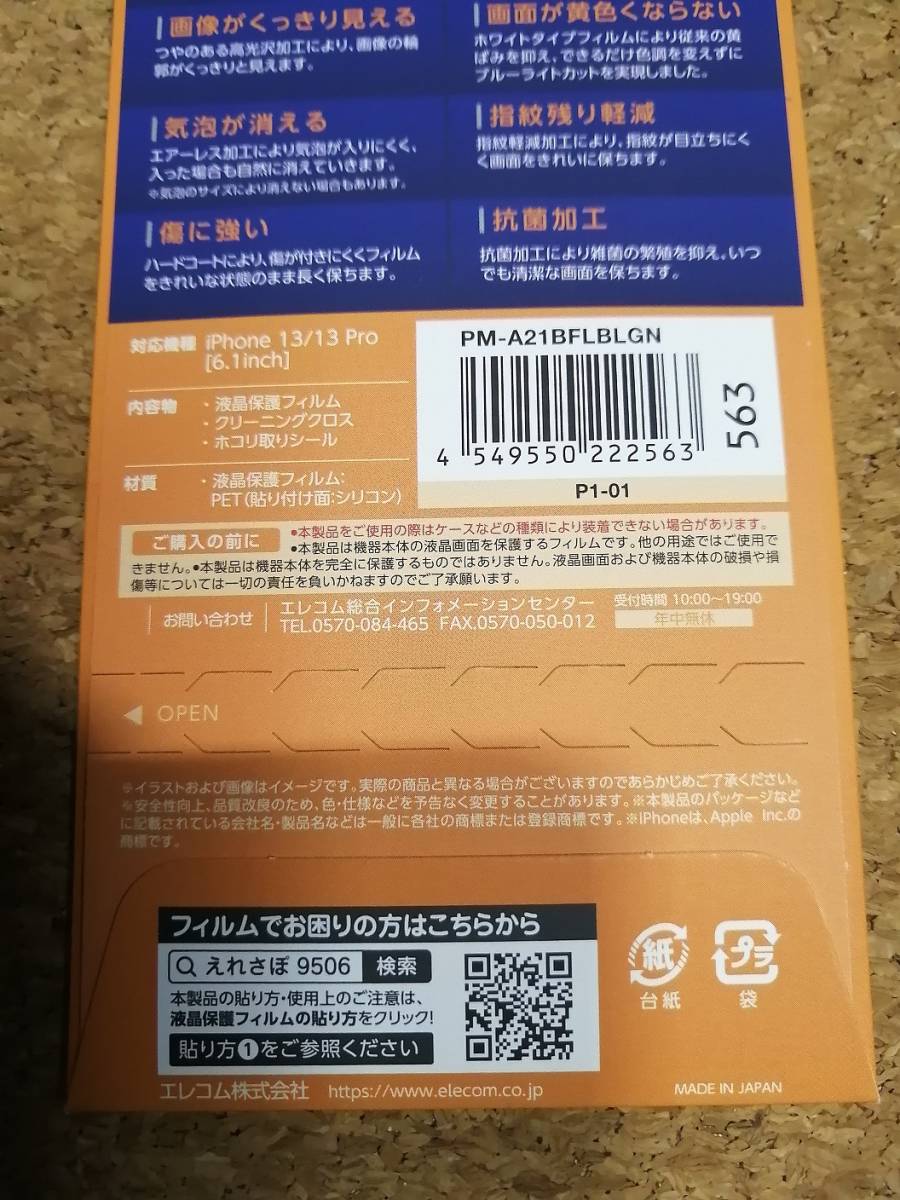 画像がくっきり見える
つやのある高光沢加工により、画像の輪
郭がくっきりと見えます。
画面が黄色くならない
ホワイトタイプフィルムにより従来の黄
ばみを抑え、できるだけ色調を変えずに
ブルーライトカットを実現しました。
気泡が消える
エアーレス加工により気泡が入りにくく、
入った場合も自然に消えていきます。
※気泡のサイズにより消えない場合もあります。
指紋残り軽減
指紋軽減加工により、指紋が目立ちにく
く画面をきれいに保ちます。
傷に強い
ハードコートにより、傷が付きにくくフィルム
をきれいな状態のまま長く保ちます。
抗菌加工
抗菌加工により雑菌の繁殖を抑え、いつ
でも清潔な画面を保ちます。
対応機種 iPhone 13/13 Pro
[6.1inch]
内容物 ・液晶保護フィルム
・クリーニングクロス
・ホコリ取りシール
材質 ・液晶保護フィルム:
PET(貼り付け面:シリコン)
PM-A21BFLBLGN
4 549550 222563
563
P1-01
ご購入の前に
●本製品をご使用の際はケースなどの種類により装着できない場合があります。
●本製品は機器本体の液晶画面を保護するフィルムです。他の用途ではご使用で
きません。●本製品は機器本体を完全に保護するものではありません。液晶画面および機器本体の破損や損
傷等については一切の責任を負いかねますのでご了承願います。
お問い合わせ
エレコム総合インフォメーションセンター
TEL.0570-084-465 FAX.0570-050-012
受付時間 10:00～19:00
年中無休
◀ OPEN
※イラストおよび画像はイメージです。実際の商品と異なる場合がございますのであらかじめご了承ください。
※安全性向上、品質改良のため、色・仕様などを予告なく変更することがあります。※本製品のパッケージなど
に記載されている会社名・製品名などは一般に各社の商標または登録商標です。※iPhoneは、Apple Inc.の
商標です。
フィルムでお困りの方はこちらから
えれさぽ 9506 検索
本製品の貼り方・使用上のご注意は、
液晶保護フィルムの貼り方をクリック!
貼り方❶をご参照ください
紙
台紙
プラ
袋
エレコム株式会社 https://www.elecom.co.jp
MADE IN JAPAN